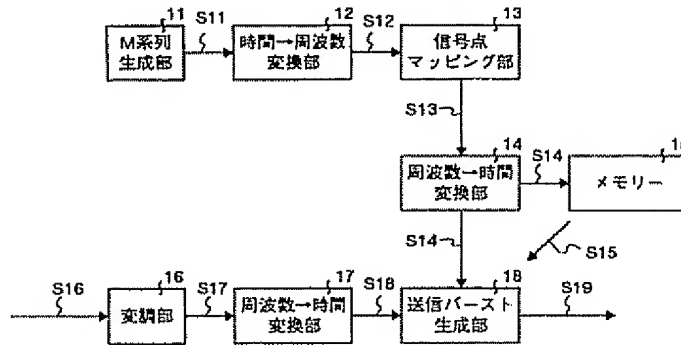 11
S11
12
S12
13
M系列
生成部
時間→周波数
変換部
信号点
マッピング部
S13
14
S14
周波数→時間
変換部
メモリー
S14
S15
S16
16
S17
17
S18
18
S19
変調部
周波数→時間
変換部
送信バースト
生成部